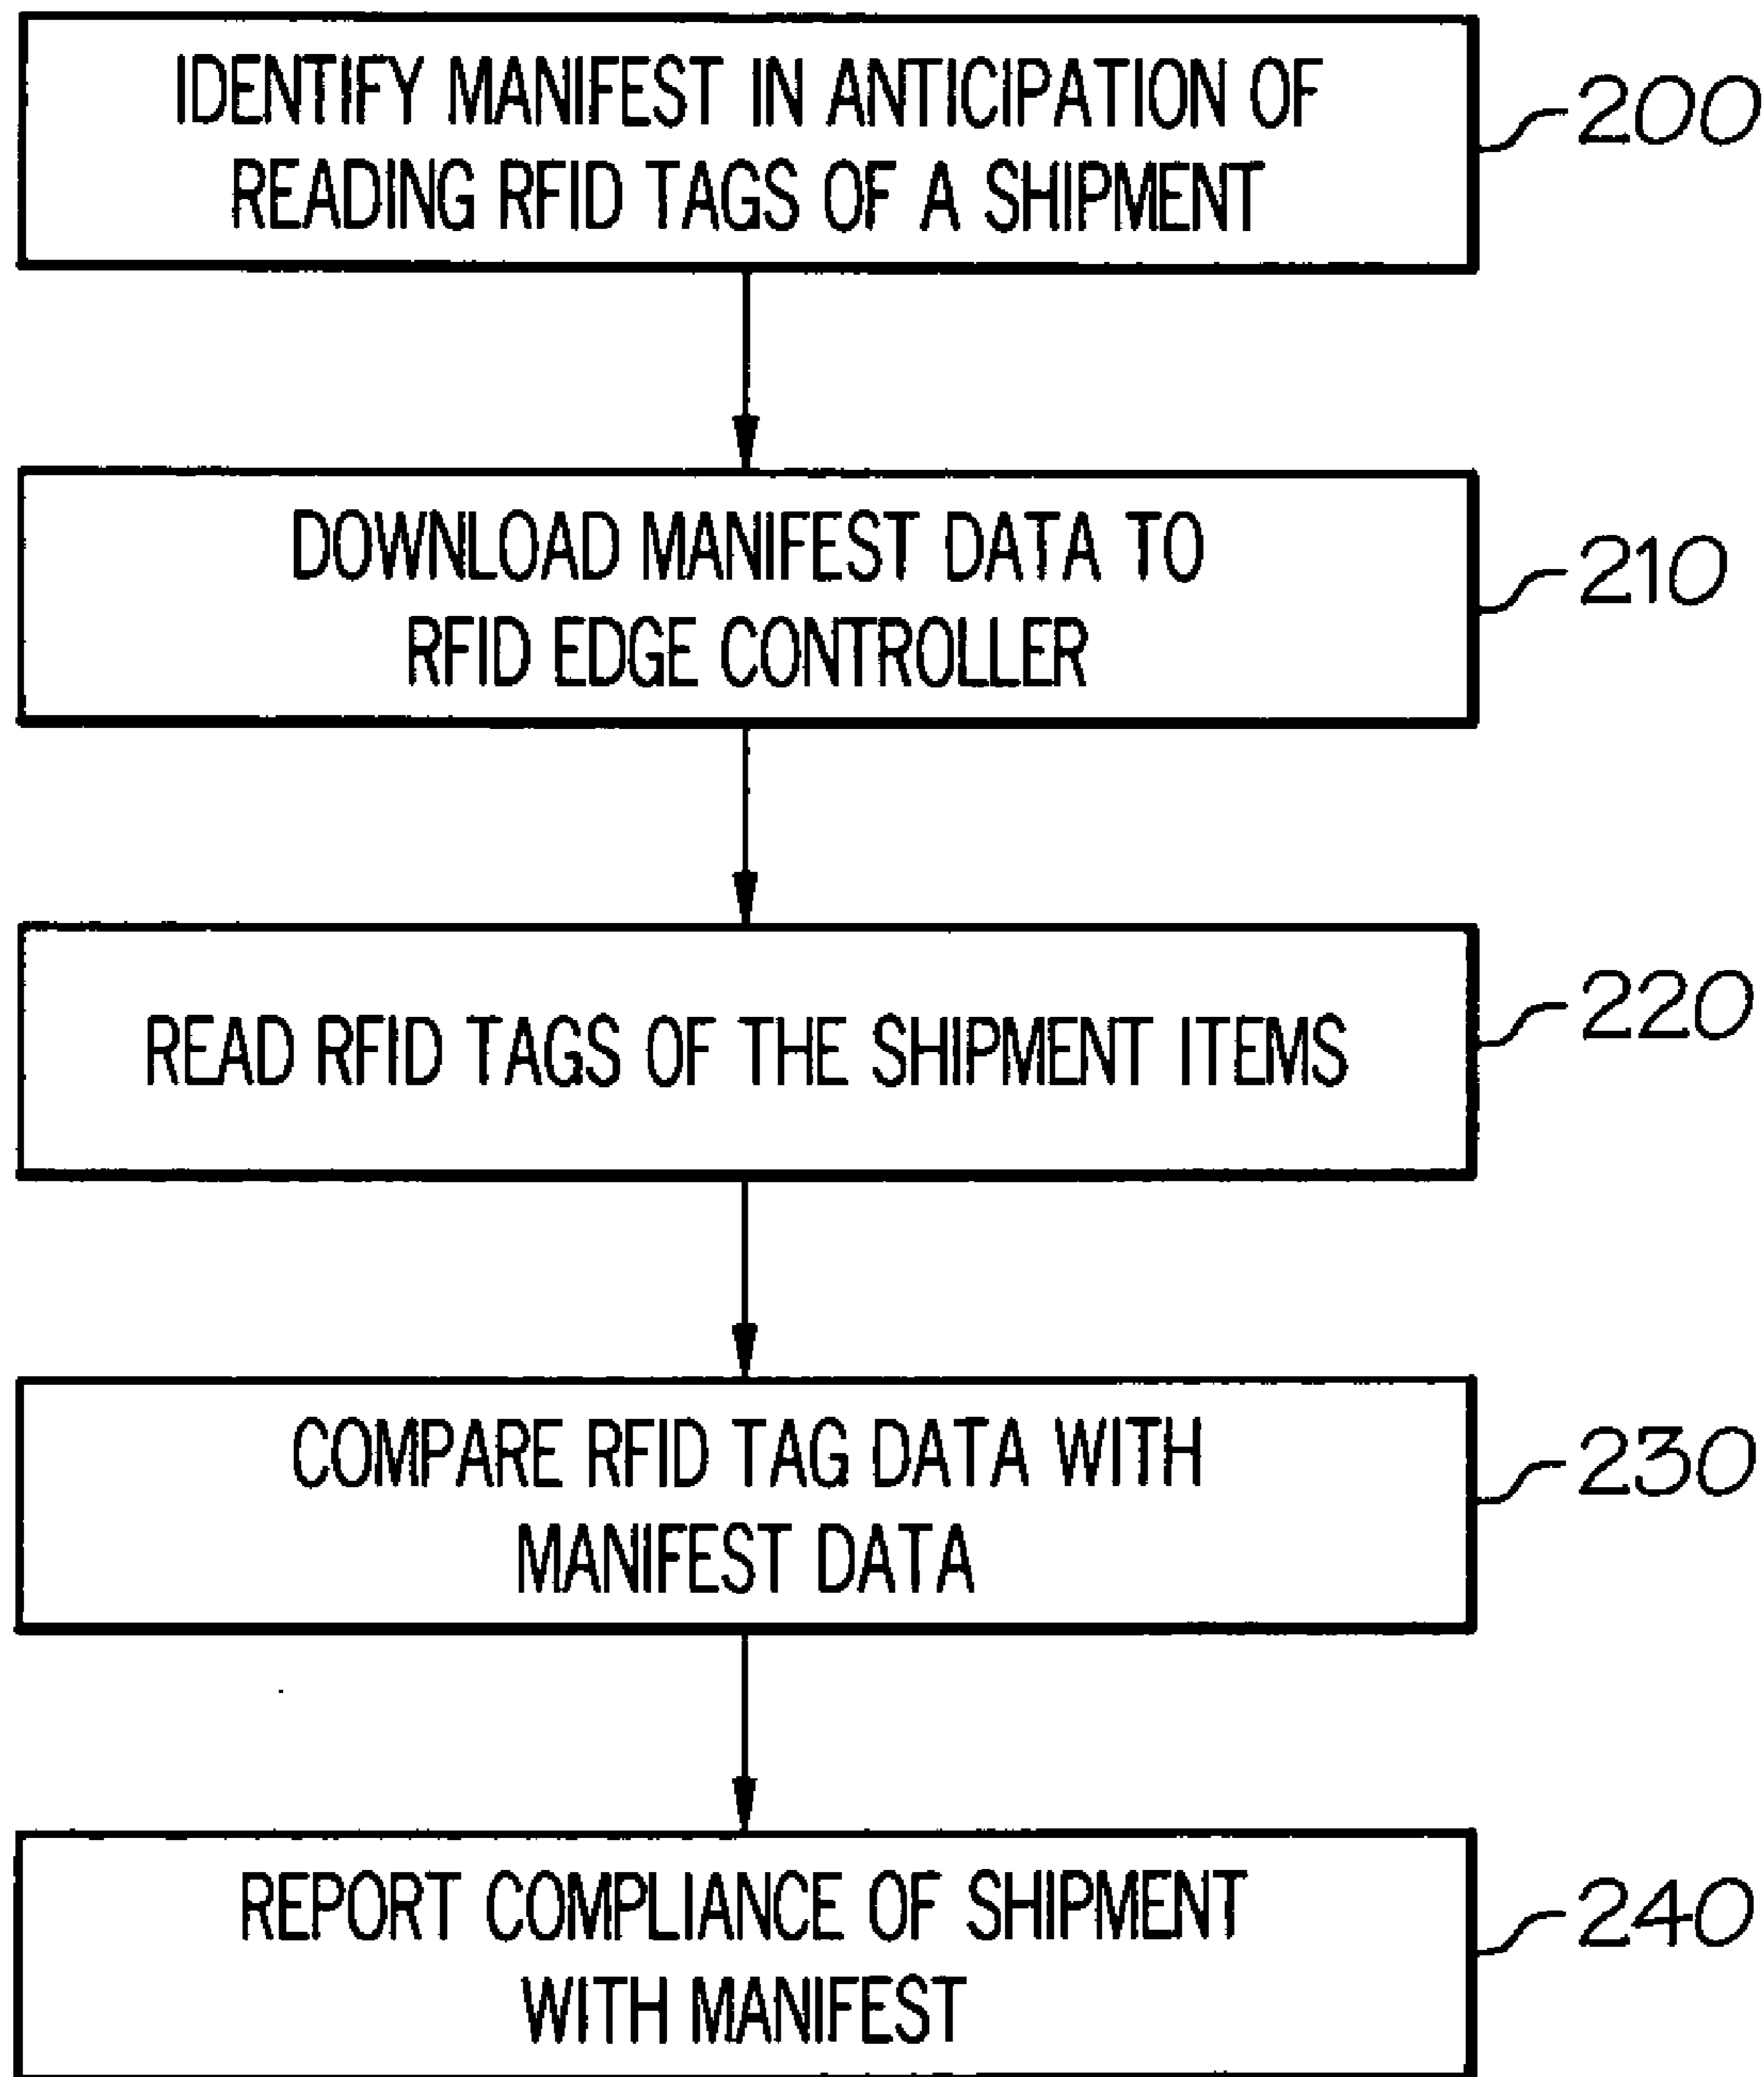 IDENTIFY MANIFEST IN ANTICIPATION OF
READING RFID TAGS OF A SHIPMENT
200
DOWNLOAD MANIFEST DATA TO
RFID EDGE CONTROLLER
210
READ RFID TAGS OF THE SHIPMENT ITEMS
220
COMPARE RFID TAG DATA WITH
MANIFEST DATA
230
REPORT COMPLIANCE OF SHIPMENT
WITH MANIFEST
240